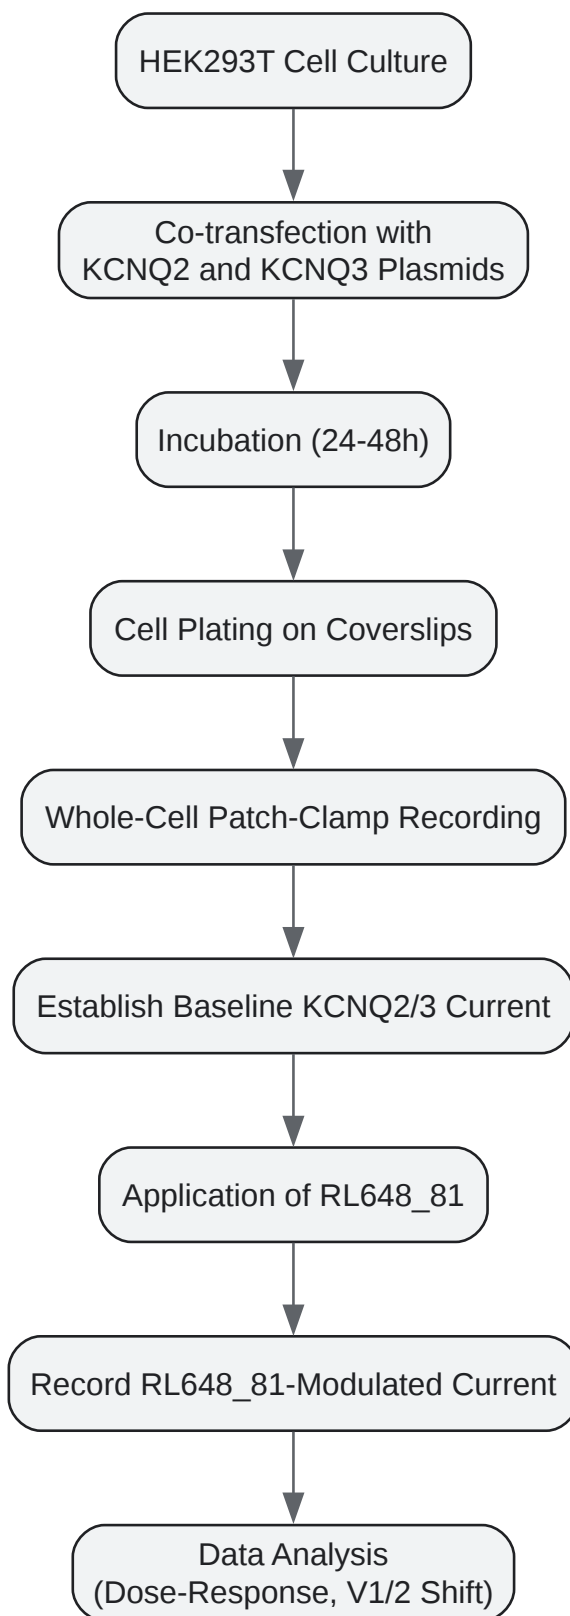 HEK293T Cell Culture
Co-transfection with
KCNQ2 and KCNQ3 Plasmids
Incubation (24-48h)
Cell Plating on Coverslips
Whole-Cell Patch-Clamp Recording
Establish Baseline KCNQ2/3 Current
Application of RL648_81
Record RL648_81-Modulated Current
Data Analysis
(Dose-Response, V1/2 Shift)